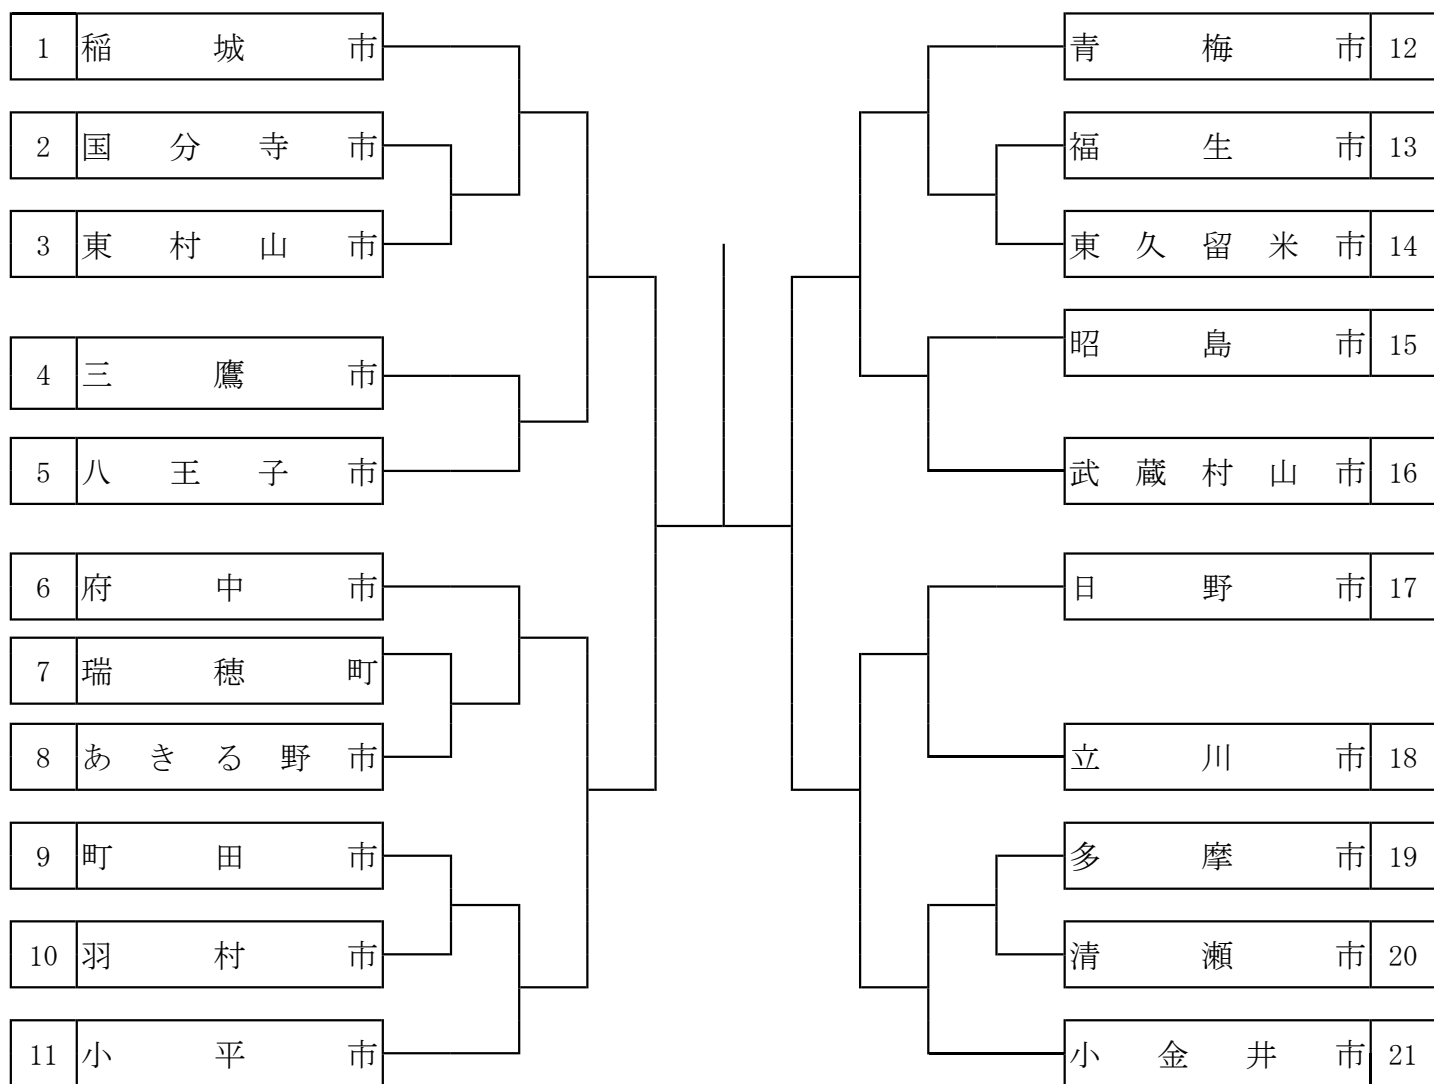 1 稲城市
2 国分寺市
3 東村山市
4 三鷹市
5 八王子市
6 府中市
7 瑞穂町
8 あきる野市
9 町田市
10 羽村市
11 小平市
青梅市 12
福生市 13
東久留米市 14
昭島市 15
武蔵村山市 16
日野市 17
立川市 18
多摩市 19
清瀬市 20
小金井市 21